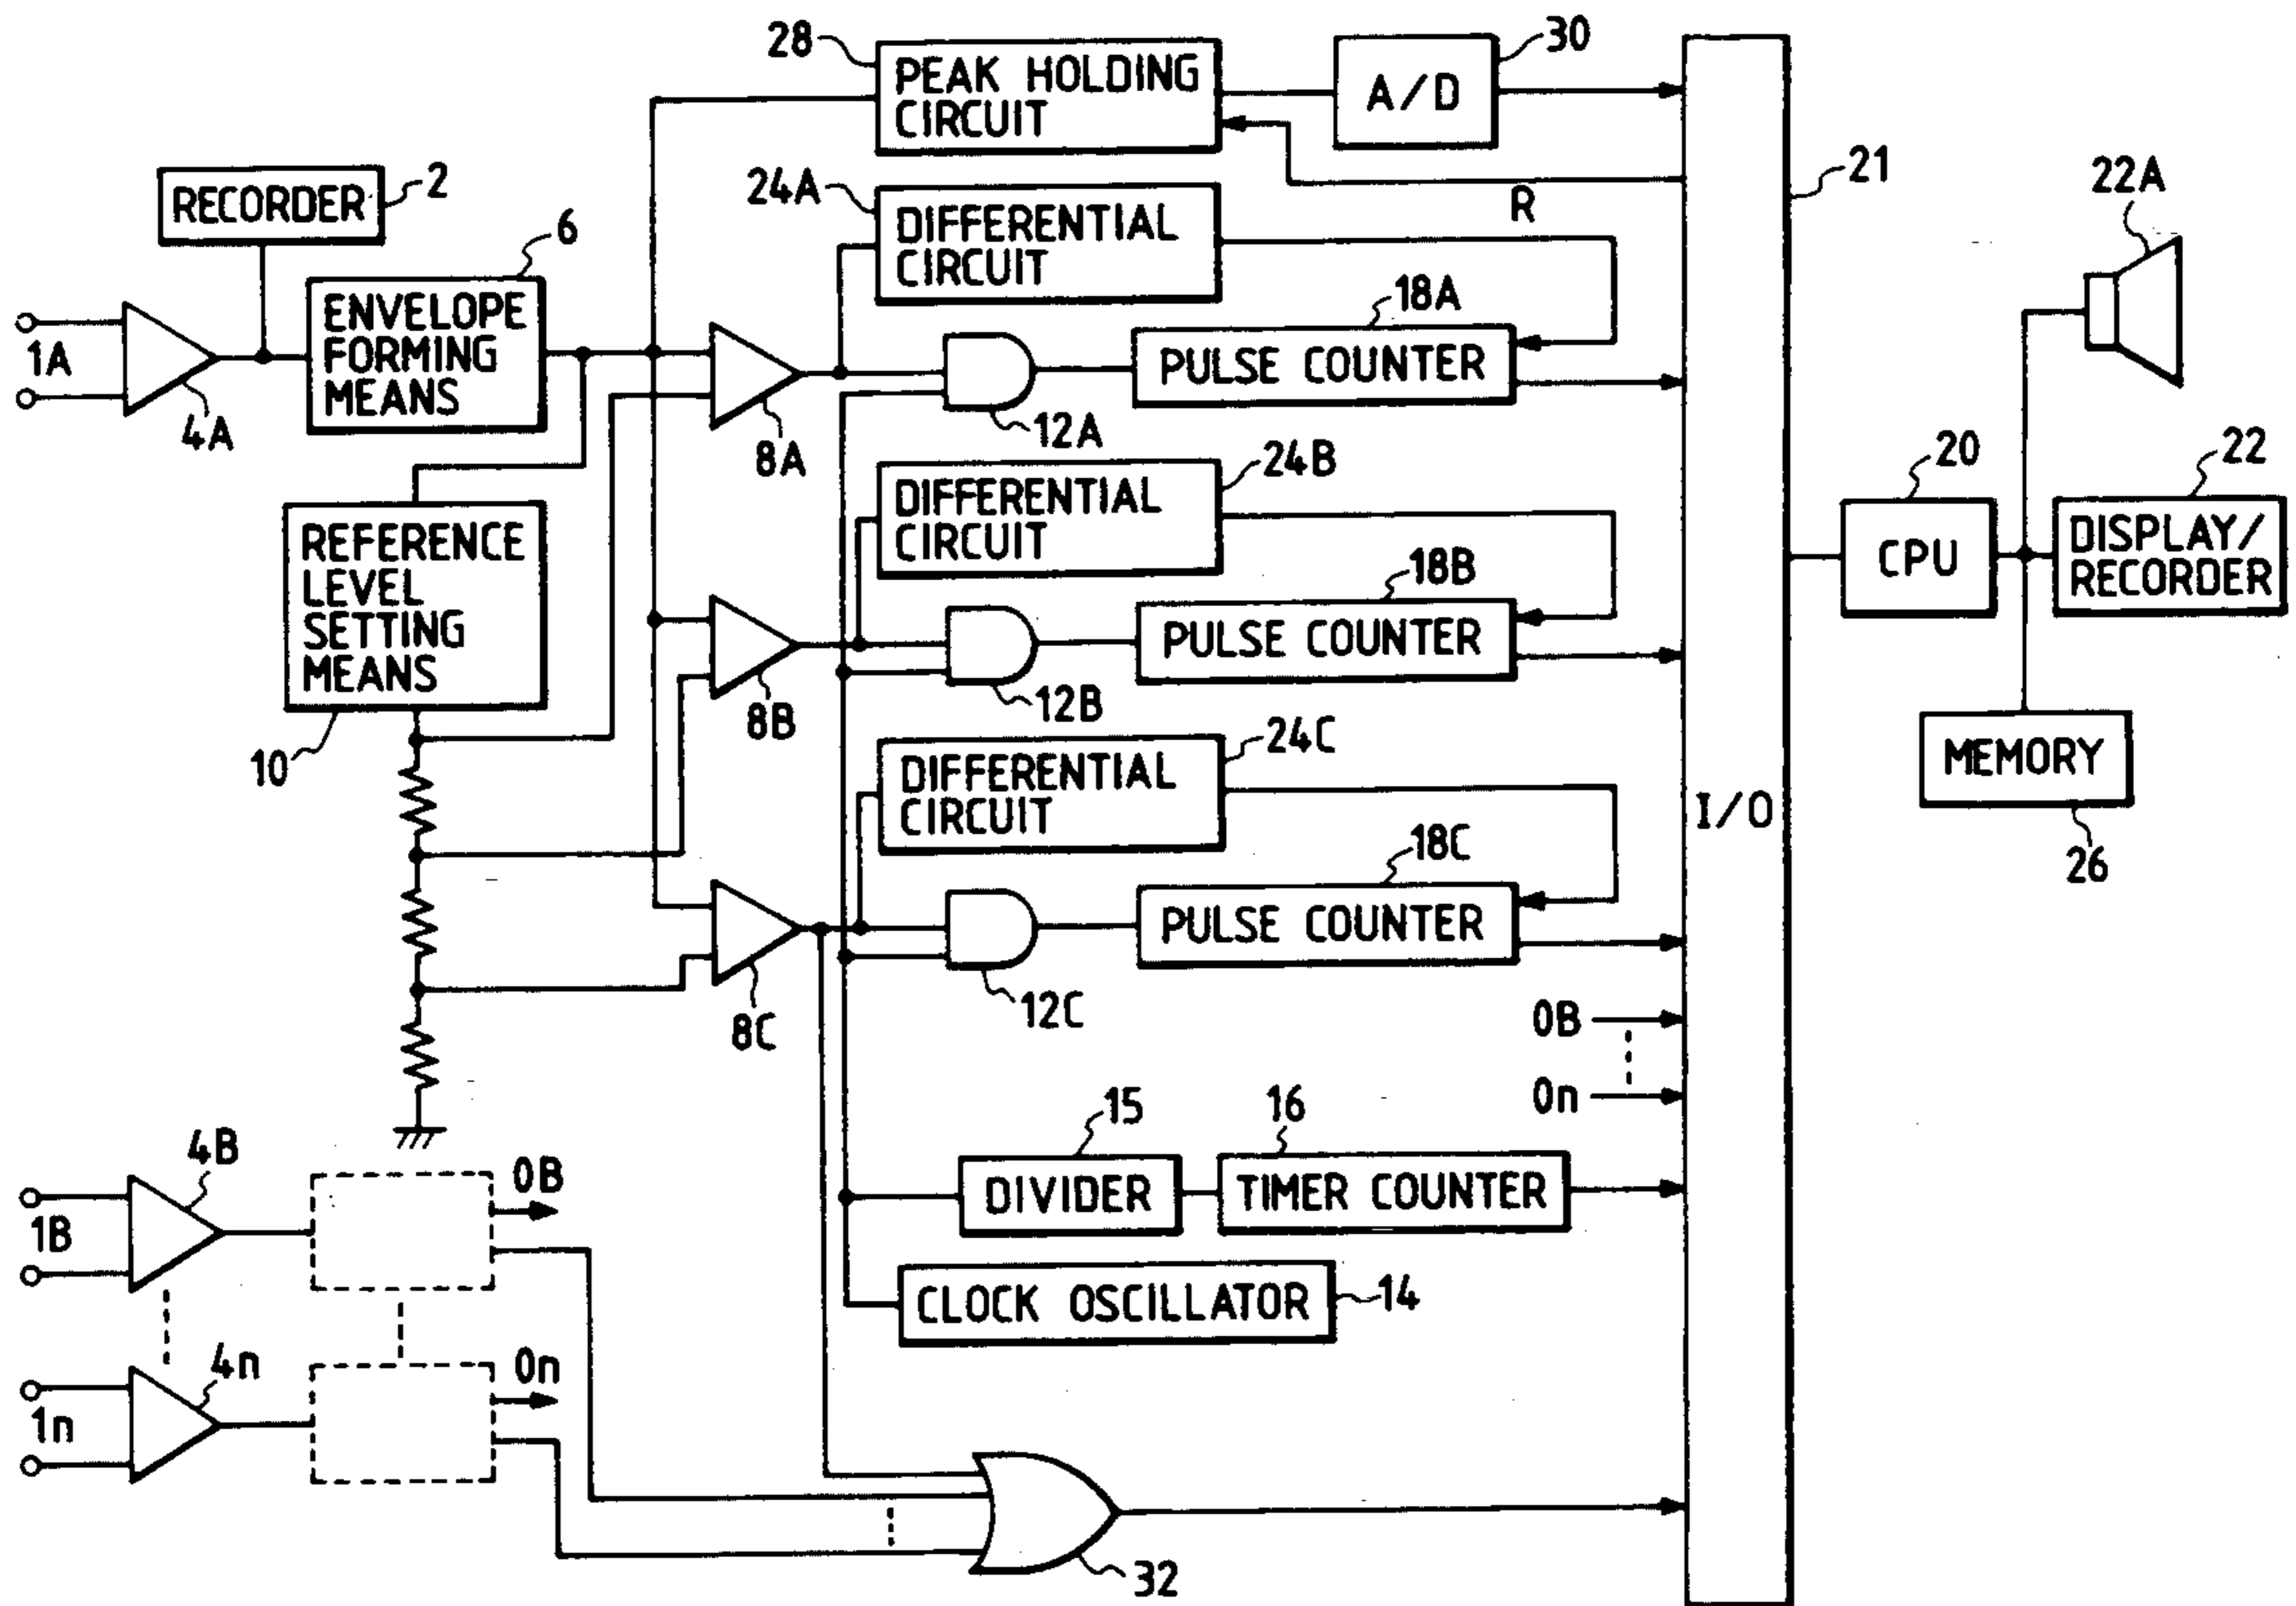 28
PEAK HOLDING
CIRCUIT
30
A/D
21
R
RECORDER
2
24A
DIFFERENTIAL
CIRCUIT
22A
6
ENVELOPE
FORMING
MEANS
1A
4A
8A
12A
18A
PULSE COUNTER
24B
DIFFERENTIAL
CIRCUIT
20
CPU
22
DISPLAY/
RECORDER
REFERENCE
LEVEL
SETTING
MEANS
10
8B
12B
18B
PULSE COUNTER
24C
DIFFERENTIAL
CIRCUIT
MEMORY
26
I/O
8C
12C
18C
PULSE COUNTER
0B
0n
15
DIVIDER
16
TIMER COUNTER
CLOCK OSCILLATOR
14
4B
1B
0B
4n
1n
0n
32